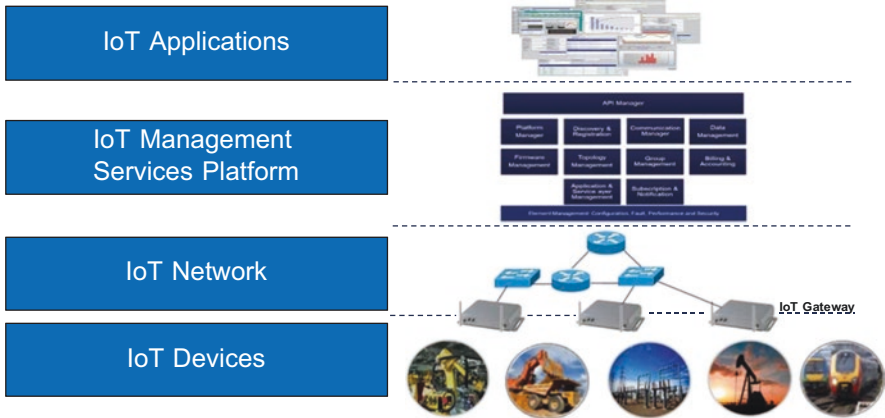 IoT Applications
IoT Management
Services Platform
API Manager
Platform
Manager
Discovery &
Registration
Communication
Manager
Data
Management
Firmware
Management
Topology
Management
Group
Management
Billing &
Accounting
Application &
Service ayer
Management
Subscription &
Notification
Element Management: Configuration, Fault, Performance and Security
IoT Network
IoT Gateway
IoT Devices